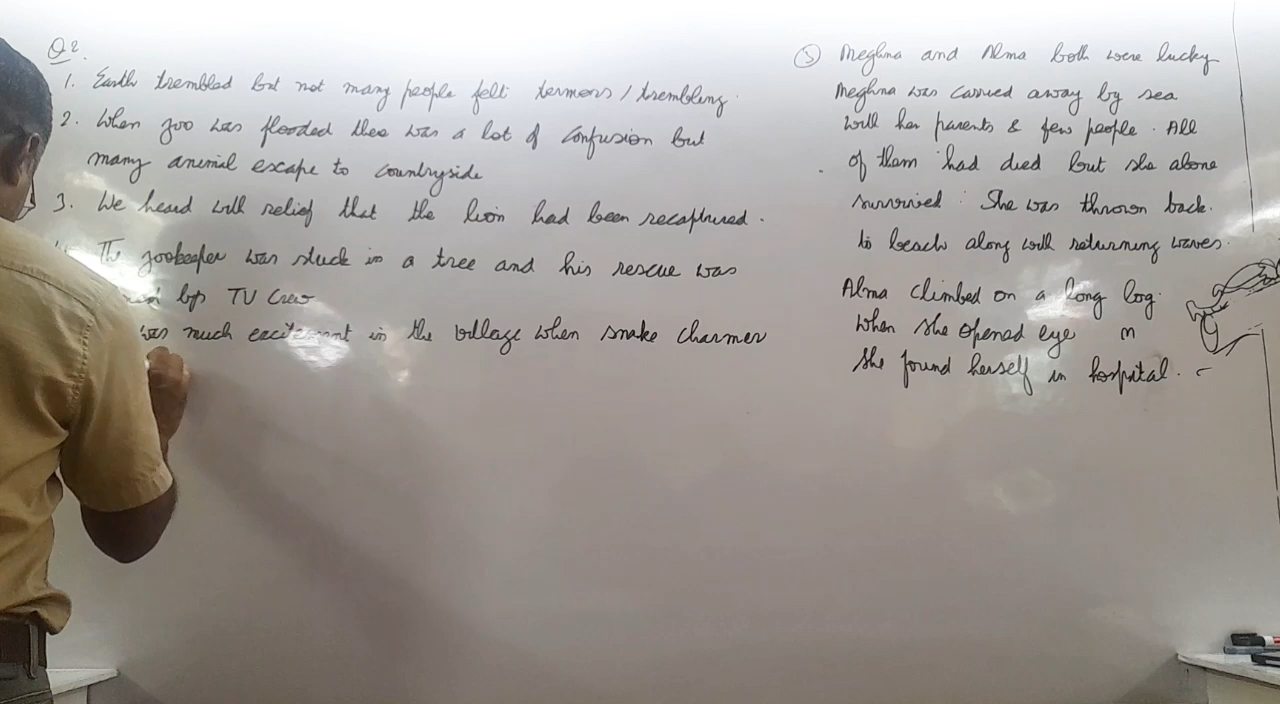 Q2.
1. Earth trembled but not many people felt termors / trembling.
2. When zoo was flooded thee was a lot of confusion but
many animal escape to countryside
3. We heard with relief that the lion had been recaptured.
The zookeeper was stuck in a tree and his rescue was
by TV Crew
was much excitement in the village when snake charmer
5 Meghna and Alma both were lucky
Meghna was carried away by sea
with her parents & few people. All
of them had died but she alone
survived. She was thrown back.
to beach along with returning waves.
Alma climbed on a long log.
When she opened eye
she found herself in hospital.